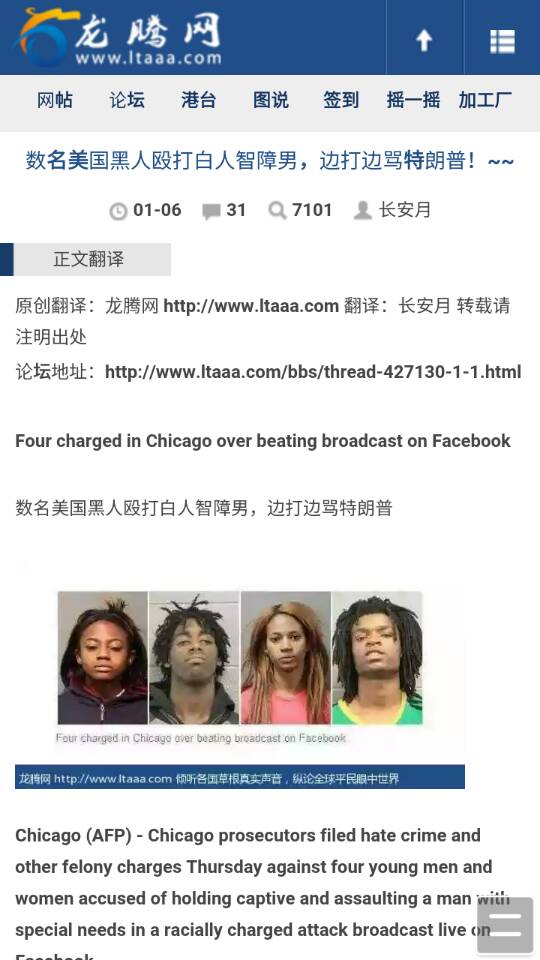 龙腾网
www.ltaaa.com
网帖 论坛 港台 图说 签到 摇一摇 加工厂
数名美国黑人殴打白人智障男，边打边骂特朗普！~~
01-06 31 7101 长安月
正文翻译
原创翻译：龙腾网 http://www.ltaaa.com 翻译：长安月 转载请
注明出处
论坛地址：http://www.ltaaa.com/bbs/thread-427130-1-1.html
Four charged in Chicago over beating broadcast on Facebook
数名美国黑人殴打白人智障男，边打边骂特朗普
Four charged in Chicago over beating broadcast on Facebook
龙腾网 http://www.ltaaa.com 倾听各国草根真实声音，纵论全球平民眼中世界
Chicago (AFP) - Chicago prosecutors filed hate crime and
other felony charges Thursday against four young men and
women accused of holding captive and assaulting a man with
special needs in a racially charged attack broadcast live on
Facebook